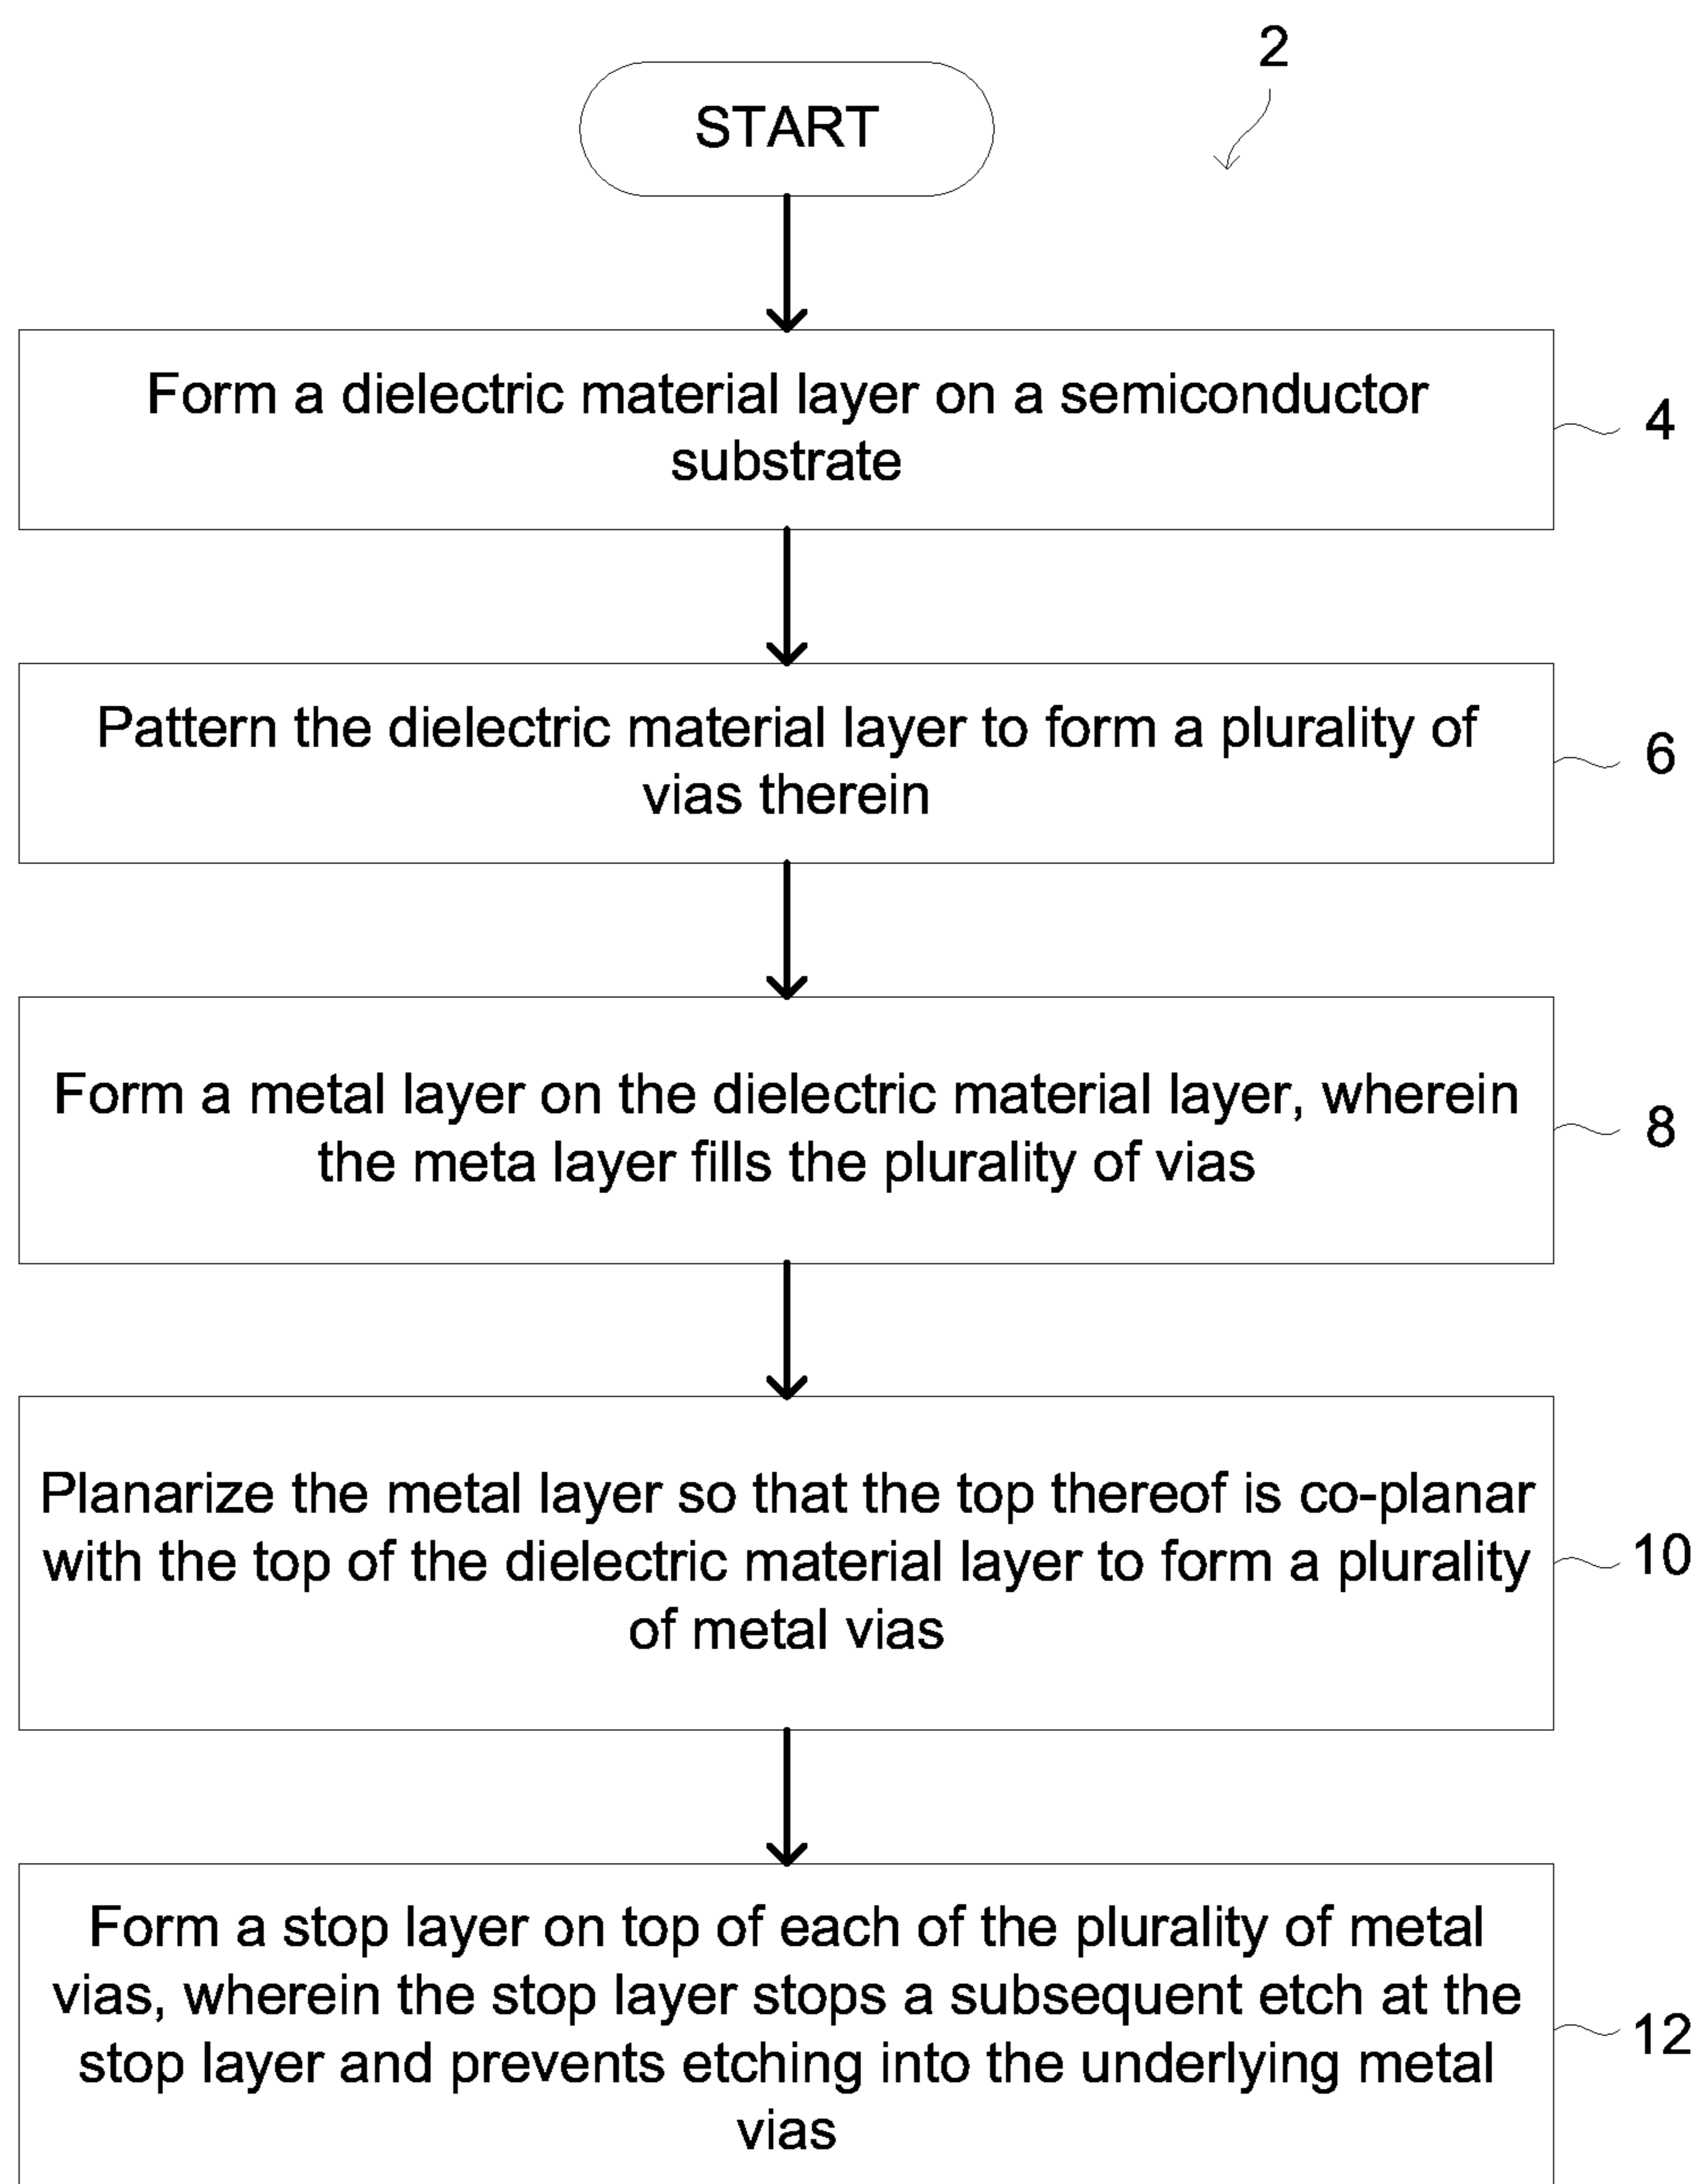 2
START
Form a dielectric material layer on a semiconductor
substrate
4
Pattern the dielectric material layer to form a plurality of
vias therein
6
Form a metal layer on the dielectric material layer, wherein
the meta layer fills the plurality of vias
8
Planarize the metal layer so that the top thereof is co-planar
with the top of the dielectric material layer to form a plurality
of metal vias
10
Form a stop layer on top of each of the plurality of metal
vias, wherein the stop layer stops a subsequent etch at the
stop layer and prevents etching into the underlying metal
vias
12